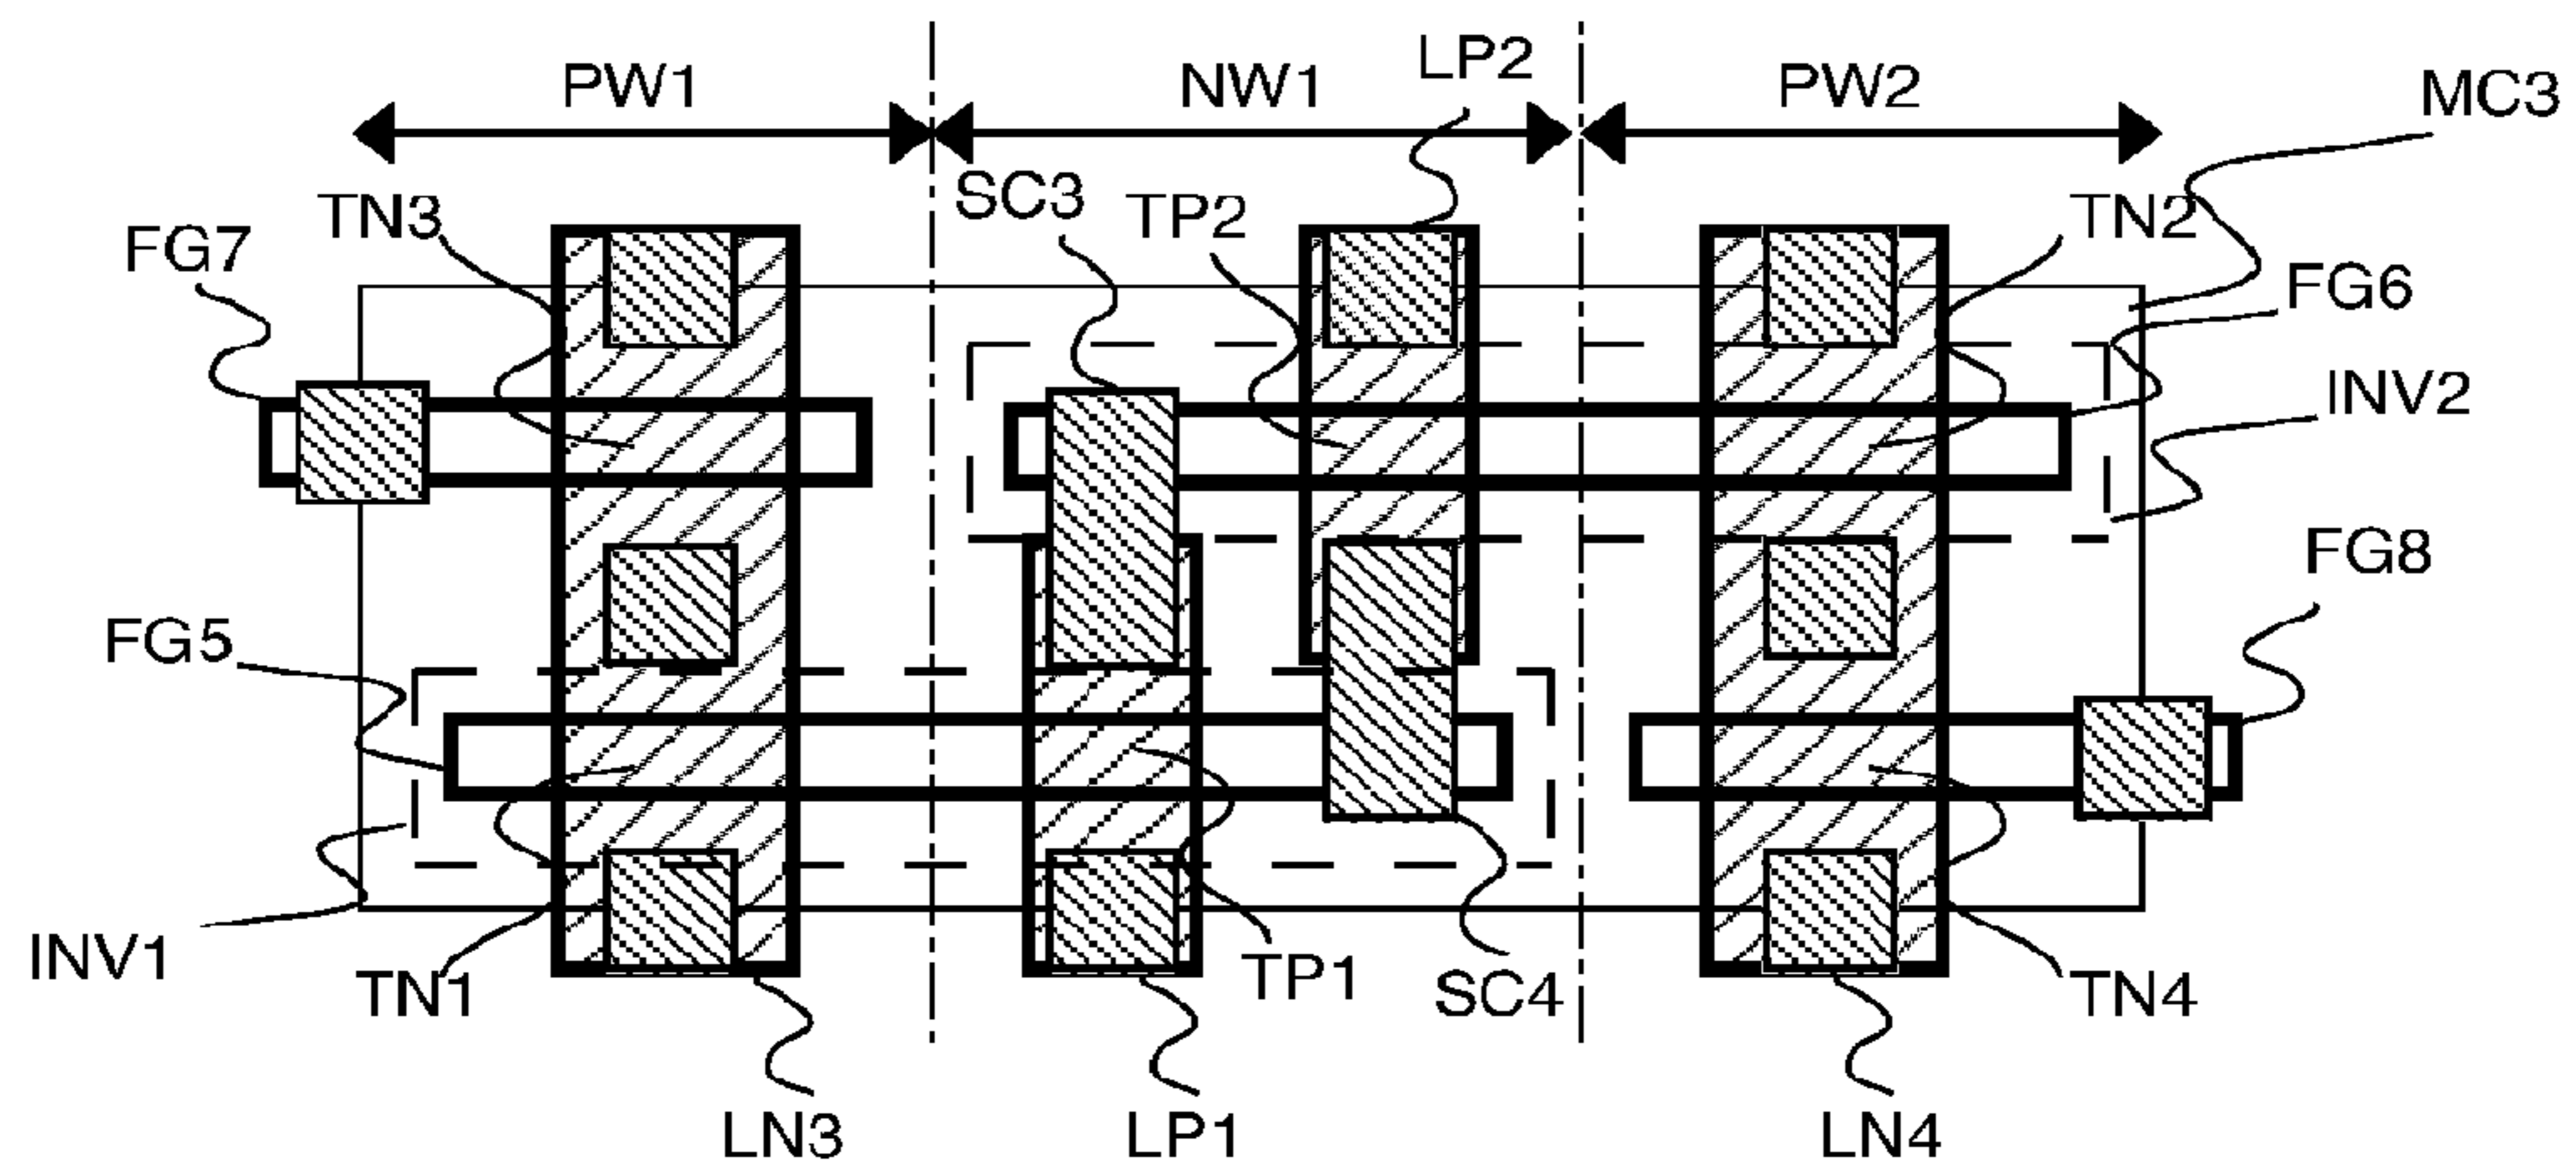 LP2
PW1 NW1 PW2 MC3
SC3
TN3 TP2 TN2
FG7 FG6
INV2
FG8
FG5
INV1
TN1 TP1 SC4 TN4
LN3 LP1 LN4